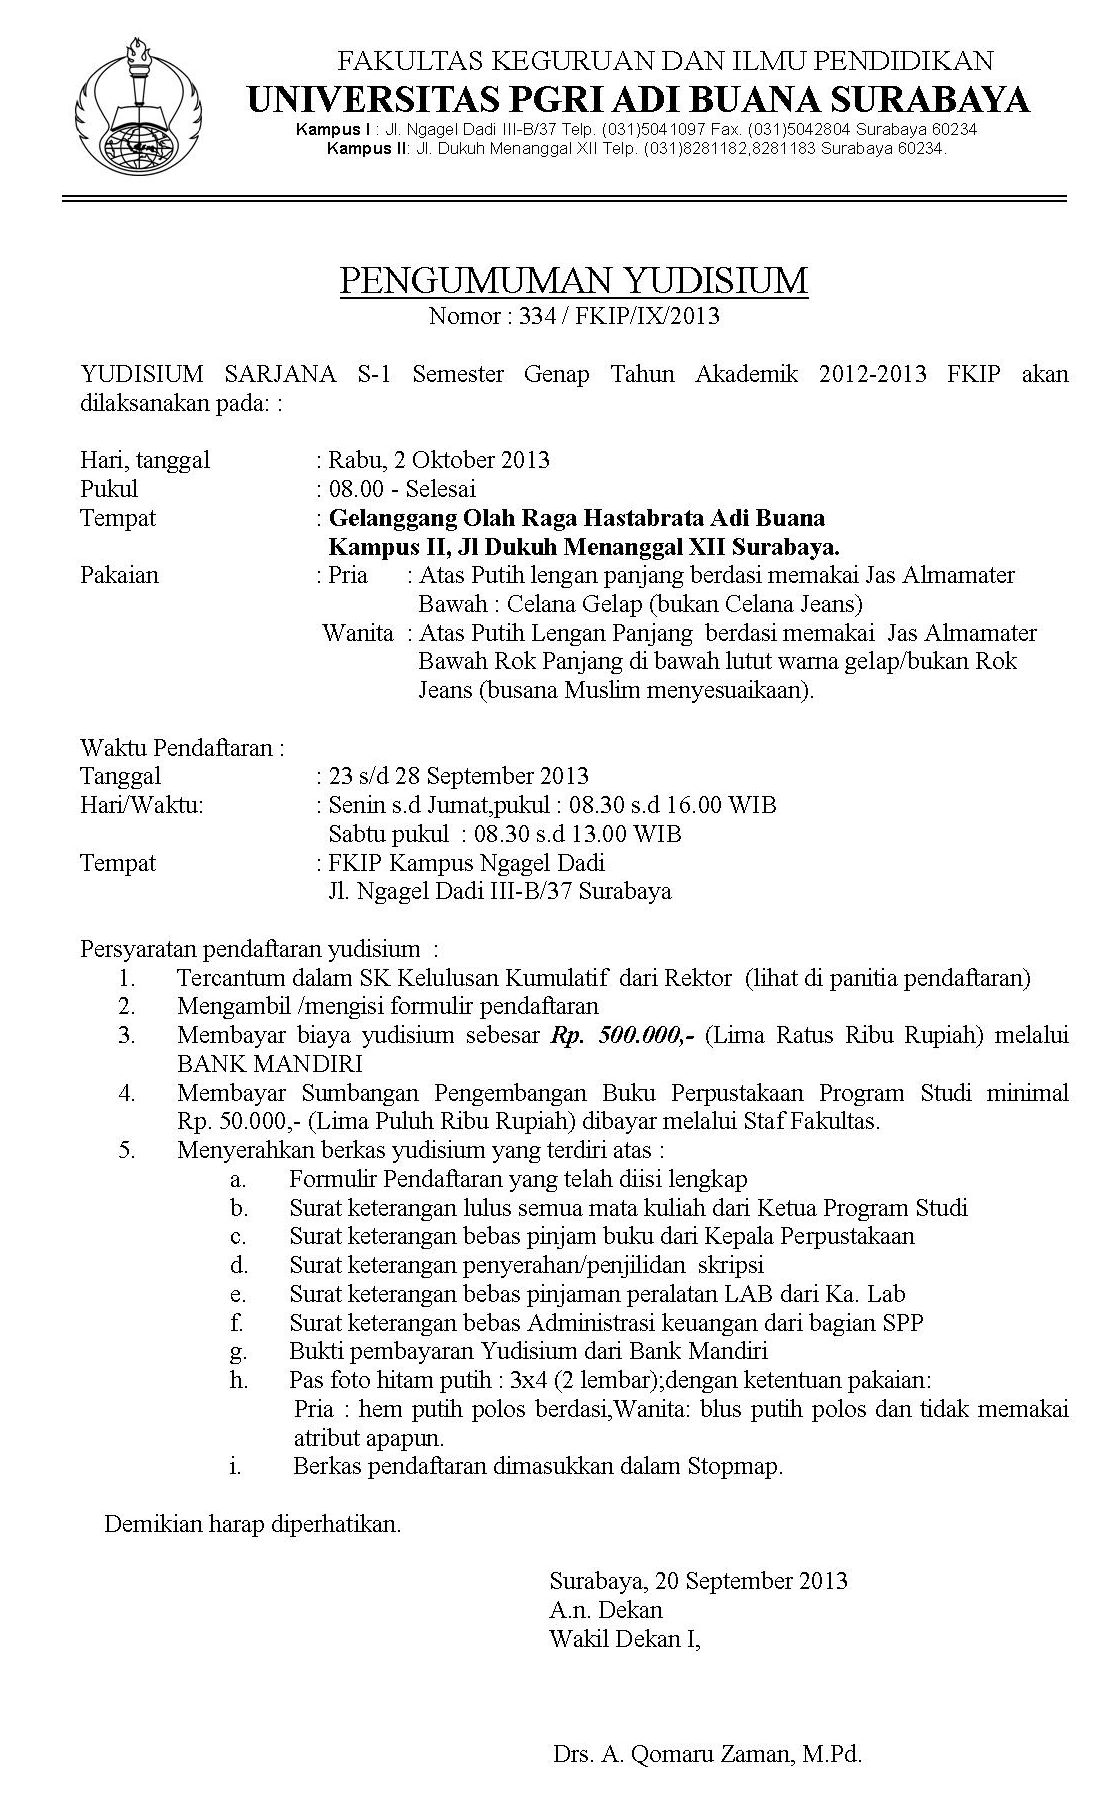 FAKULTAS KEGURUAN DAN ILMU PENDIDIKAN
UNIVERSITAS PGRI ADI BUANA SURABAYA
Kampus I : Jl. Ngagel Dadi III-B/37 Telp. (031)5041097 Fax. (031)5042804 Surabaya 60234
Kampus II: Jl. Dukuh Menanggal XII Telp. (031)8281182,8281183 Surabaya 60234.
PENGUMUMAN YUDISIUM
Nomor : 334 / FKIP/IX/2013
YUDISIUM SARJANA S-1 Semester Genap Tahun Akademik 2012-2013 FKIP akan
dilaksanakan pada: :
Hari, tanggal : Rabu, 2 Oktober 2013
Pukul : 08.00 - Selesai
Tempat : Gelanggang Olah Raga Hastabrata Adi Buana
Kampus II, Jl Dukuh Menanggal XII Surabaya.
Pakaian : Pria : Atas Putih lengan panjang berdasi memakai Jas Almamater
Bawah : Celana Gelap (bukan Celana Jeans)
Wanita : Atas Putih Lengan Panjang berdasi memakai Jas Almamater
Bawah Rok Panjang di bawah lutut warna gelap/bukan Rok
Jeans (busana Muslim menyesuaikaan).
Waktu Pendaftaran :
Tanggal : 23 s/d 28 September 2013
Hari/Waktu: : Senin s.d Jumat,pukul : 08.30 s.d 16.00 WIB
Sabtu pukul : 08.30 s.d 13.00 WIB
Tempat : FKIP Kampus Ngagel Dadi
Jl. Ngagel Dadi III-B/37 Surabaya
Persyaratan pendaftaran yudisium :
1. Tercantum dalam SK Kelulusan Kumulatif dari Rektor (lihat di panitia pendaftaran)
2. Mengambil /mengisi formulir pendaftaran
3. Membayar biaya yudisium sebesar Rp. 500.000,- (Lima Ratus Ribu Rupiah) melalui
BANK MANDIRI
4. Membayar Sumbangan Pengembangan Buku Perpustakaan Program Studi minimal
Rp. 50.000,- (Lima Puluh Ribu Rupiah) dibayar melalui Staf Fakultas.
5. Menyerahkan berkas yudisium yang terdiri atas :
a. Formulir Pendaftaran yang telah diisi lengkap
b. Surat keterangan lulus semua mata kuliah dari Ketua Program Studi
c. Surat keterangan bebas pinjam buku dari Kepala Perpustakaan
d. Surat keterangan penyerahan/penjilidan skripsi
e. Surat keterangan bebas pinjaman peralatan LAB dari Ka. Lab
f. Surat keterangan bebas Administrasi keuangan dari bagian SPP
g. Bukti pembayaran Yudisium dari Bank Mandiri
h. Pas foto hitam putih : 3x4 (2 lembar);dengan ketentuan pakaian:
Pria : hem putih polos berdasi,Wanita: blus putih polos dan tidak memakai
atribut apapun.
i. Berkas pendaftaran dimasukkan dalam Stopmap.
Demikian harap diperhatikan.
Surabaya, 20 September 2013
A.n. Dekan
Wakil Dekan I,
Drs. A. Qomaru Zaman, M.Pd.